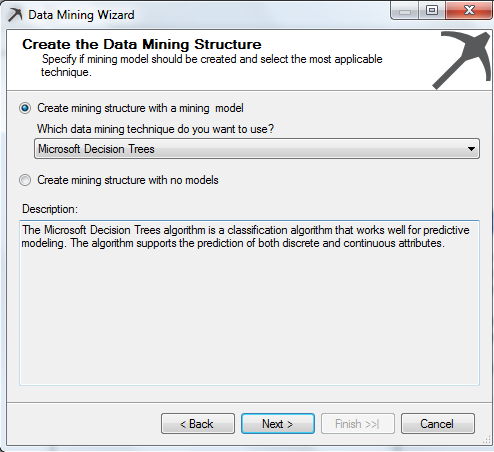 Data Mining Wizard
Create the Data Mining Structure
Specify if mining model should be created and select the most applicable
technique.
Create mining structure with a mining model
Which data mining technique do you want to use?
Microsoft Decision Trees
Create mining structure with no models
Description:
The Microsoft Decision Trees algorithm is a classification algorithm that works well for predictive
modeling. The algorithm supports the prediction of both discrete and continuous attributes.
< Back Next > Finish >>| Cancel